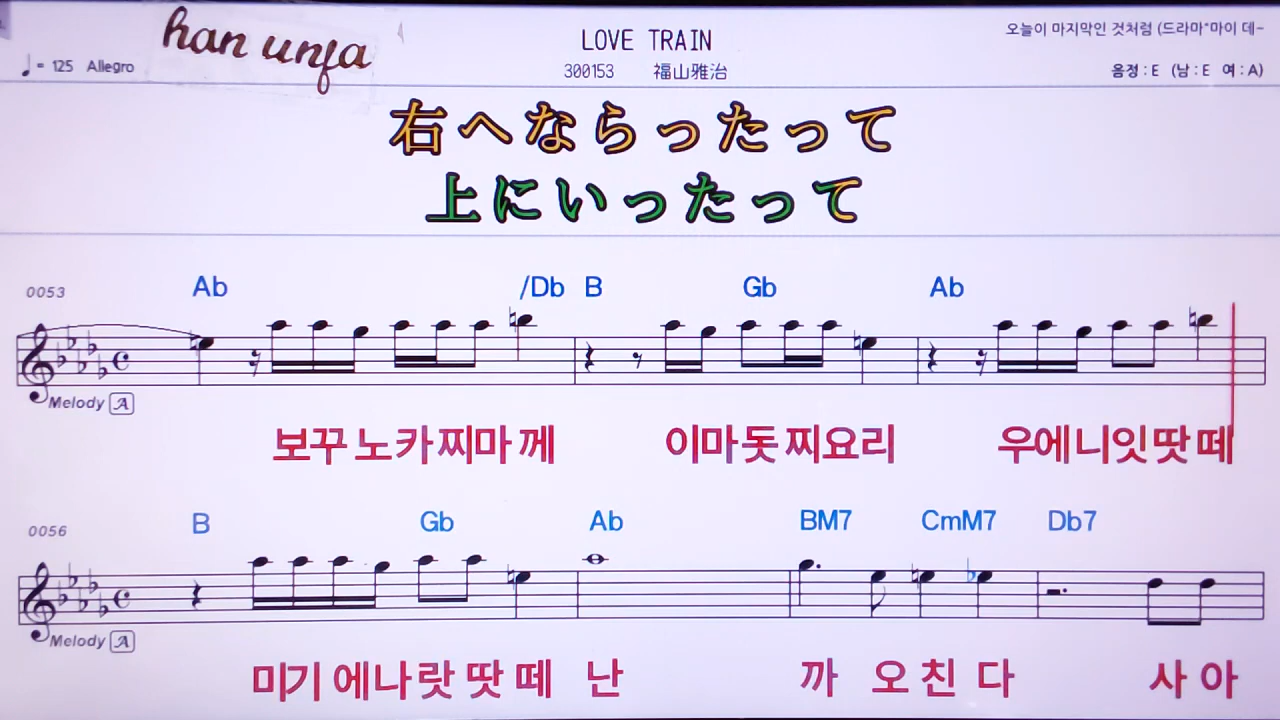 han unfa
LOVE TRAIN
오늘이 마지막인 것처럼 (드라마"마이 데~
♩ = 125 Allegro
300153 福山雅治
음정 : E (남 : E 여 : A)
右へならったって
上にいったって
0053
Ab /Db B Gb Ab
Melody A
보꾸노카찌마께 이마돗찌요리 우에니잇땃떼
0056
B Gb Ab BM7 CmM7 Db7
Melody A
미기에나랏땃떼 난 까오친다 사아